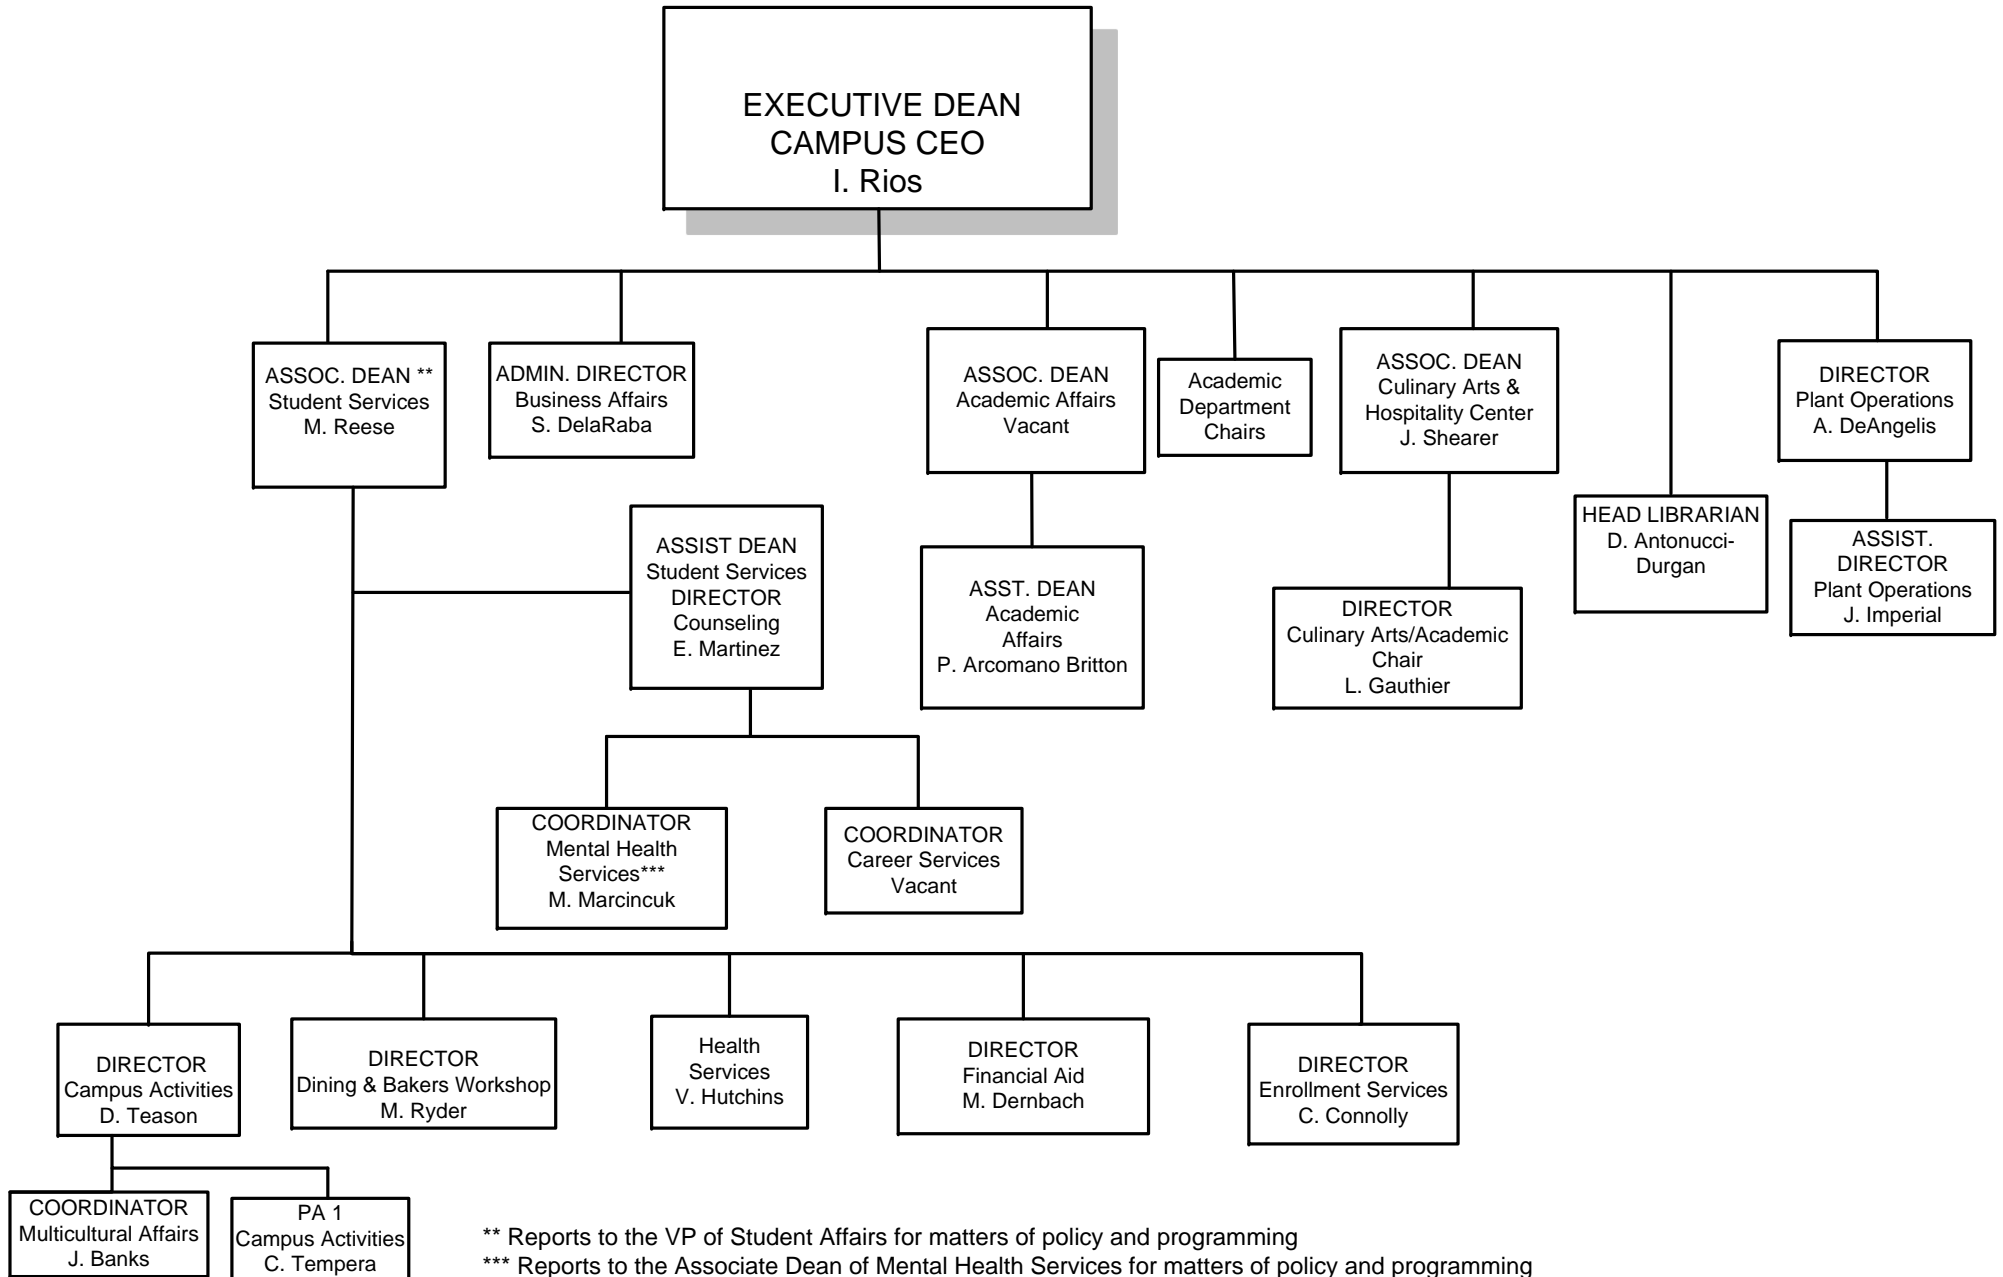 EXECUTIVE DEAN
CAMPUS CEO
I. Rios
ASSOC. DEAN **
Student Services
M. Reese
ADMIN. DIRECTOR
Business Affairs
S. DelaRaba
ASSOC. DEAN
Academic Affairs
Vacant
Academic
Department
Chairs
ASSOC. DEAN
Culinary Arts &
Hospitality Center
J. Shearer
DIRECTOR
Plant Operations
A. DeAngelis
HEAD LIBRARIAN
D. Antonucci-
Durgan
ASSIST.
DIRECTOR
Plant Operations
J. Imperial
ASSIST DEAN
Student Services
DIRECTOR
Counseling
E. Martinez
ASST. DEAN
Academic
Affairs
P. Arcomano Britton
DIRECTOR
Culinary Arts/Academic
Chair
L. Gauthier
COORDINATOR
Mental Health
Services***
M. Marcincuk
COORDINATOR
Career Services
Vacant
DIRECTOR
Campus Activities
D. Teason
DIRECTOR
Dining & Bakers Workshop
M. Ryder
Health
Services
V. Hutchins
DIRECTOR
Financial Aid
M. Dernbach
DIRECTOR
Enrollment Services
C. Connolly
COORDINATOR
Multicultural Affairs
J. Banks
PA 1
Campus Activities
C. Tempera
** Reports to the VP of Student Affairs for matters of policy and programming
*** Reports to the Associate Dean of Mental Health Services for matters of policy and programming